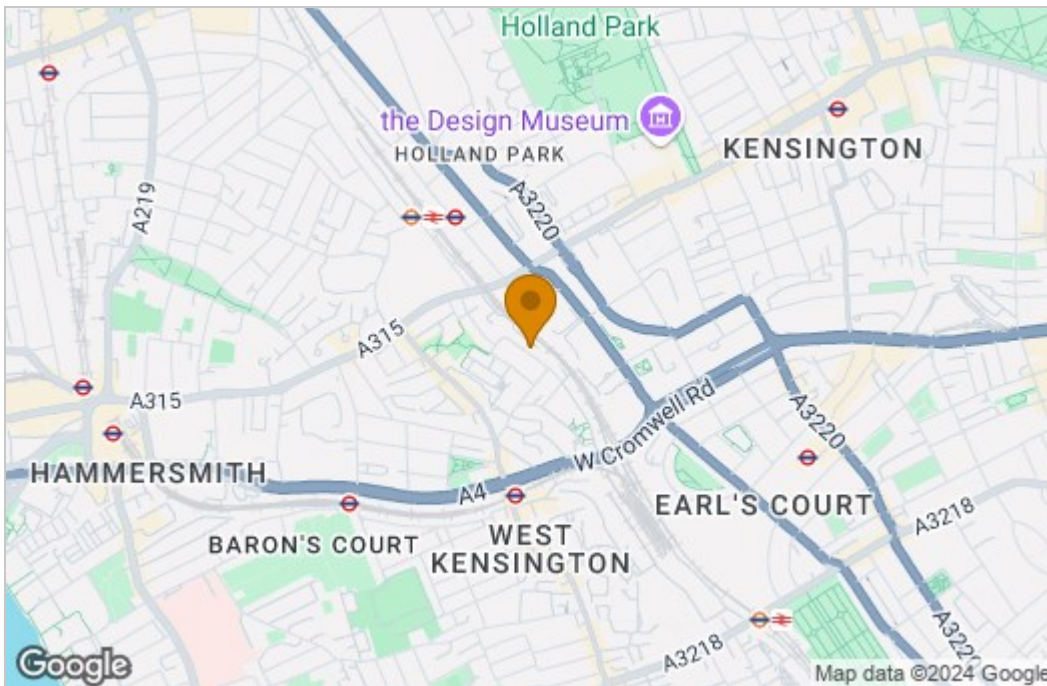 Holland Park
the Design Museum
HOLLAND PARK
KENSINGTON
A219
A3220
A315
A315
W Cromwell Rd
A3220
HAMMERSMITH
A4
EARL'S COURT
A3218
WEST
KENSINGTON
BARON'S COURT
A3218
A3220
Google
Map data ©2024 Google